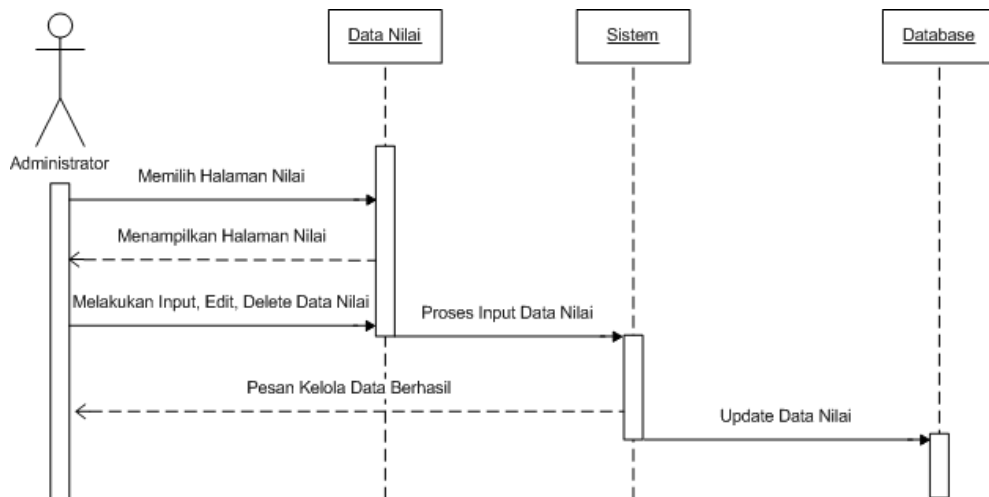 Data Nilai
Sistem
Database
Administrator
Memilih Halaman Nilai
Menampilkan Halaman Nilai
Melakukan Input, Edit, Delete Data Nilai
Proses Input Data Nilai
Pesan Kelola Data Berhasil
Update Data Nilai